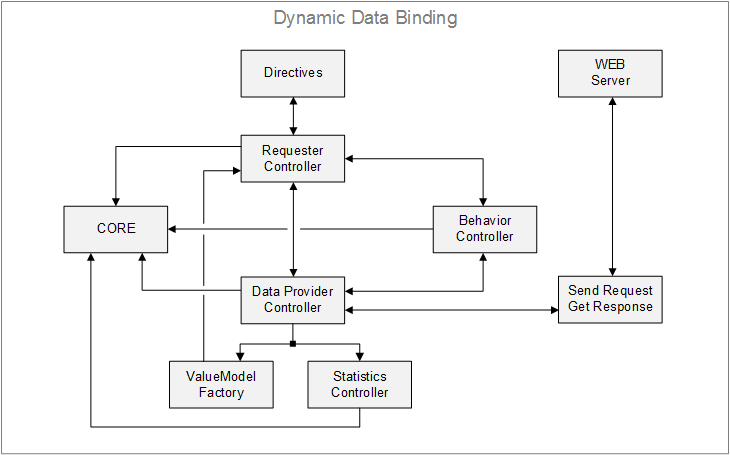 Dynamic Data Binding
Directives
WEB
Server
Requester
Controller
CORE
Behavior
Controller
Data Provider
Controller
Send Request
Get Response
ValueModel
Factory
Statistics
Controller